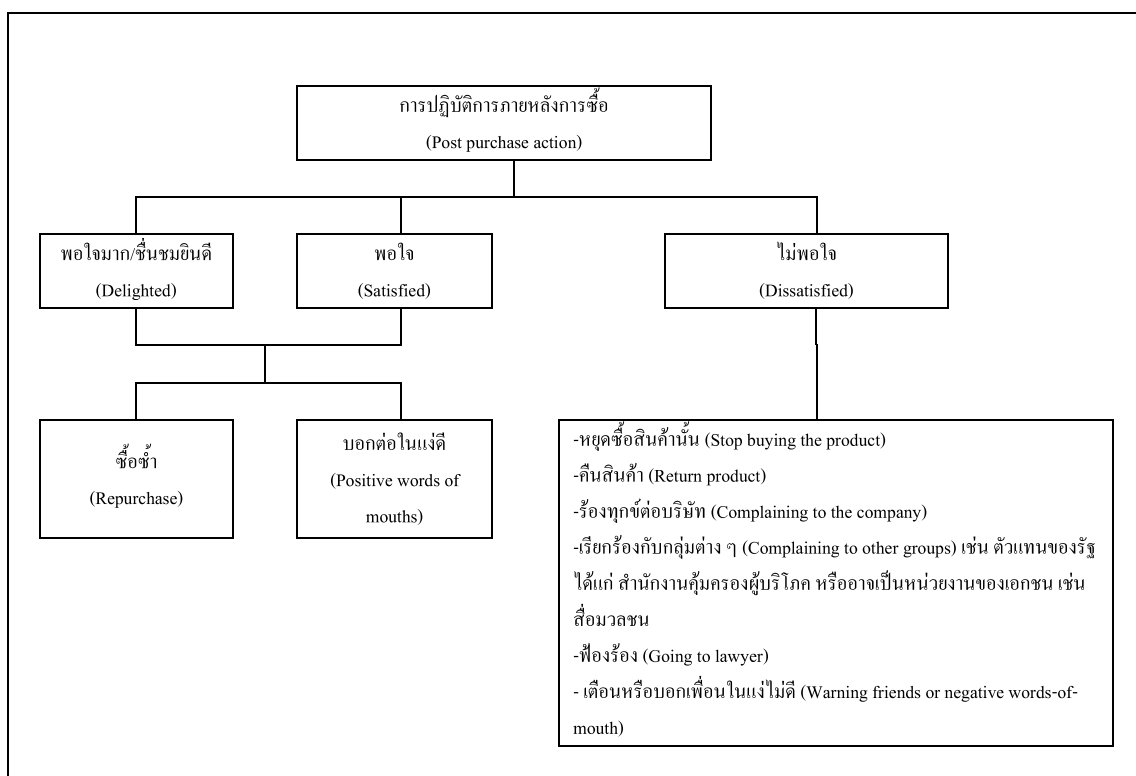 การปฏิบัติการภายหลังการซื้อ
(Post purchase action)
พอใจมาก/ชื่นชมยินดี
(Delighted)
พอใจ
(Satisfied)
ไม่พอใจ
(Dissatisfied)
ซื้อซ้ำ
(Repurchase)
บอกต่อในแง่ดี
(Positive words of
mouths)
-หยุดซื้อสินค้านั้น (Stop buying the product)
-คืนสินค้า (Return product)
-ร้องทุกข์ต่อบริษัท (Complaining to the company)
-เรียกร้องกับกลุ่มต่าง ๆ (Complaining to other groups) เช่น ตัวแทนของรัฐ
ได้แก่ สำนักงานคุ้มครองผู้บริโภค หรืออาจเป็นหน่วยงานของเอกชน เช่น
สื่อมวลชน
-ฟ้องร้อง (Going to lawyer)
- เตือนหรือบอกเพื่อนในแง่ไม่ดี (Warning friends or negative words-of-
mouth)